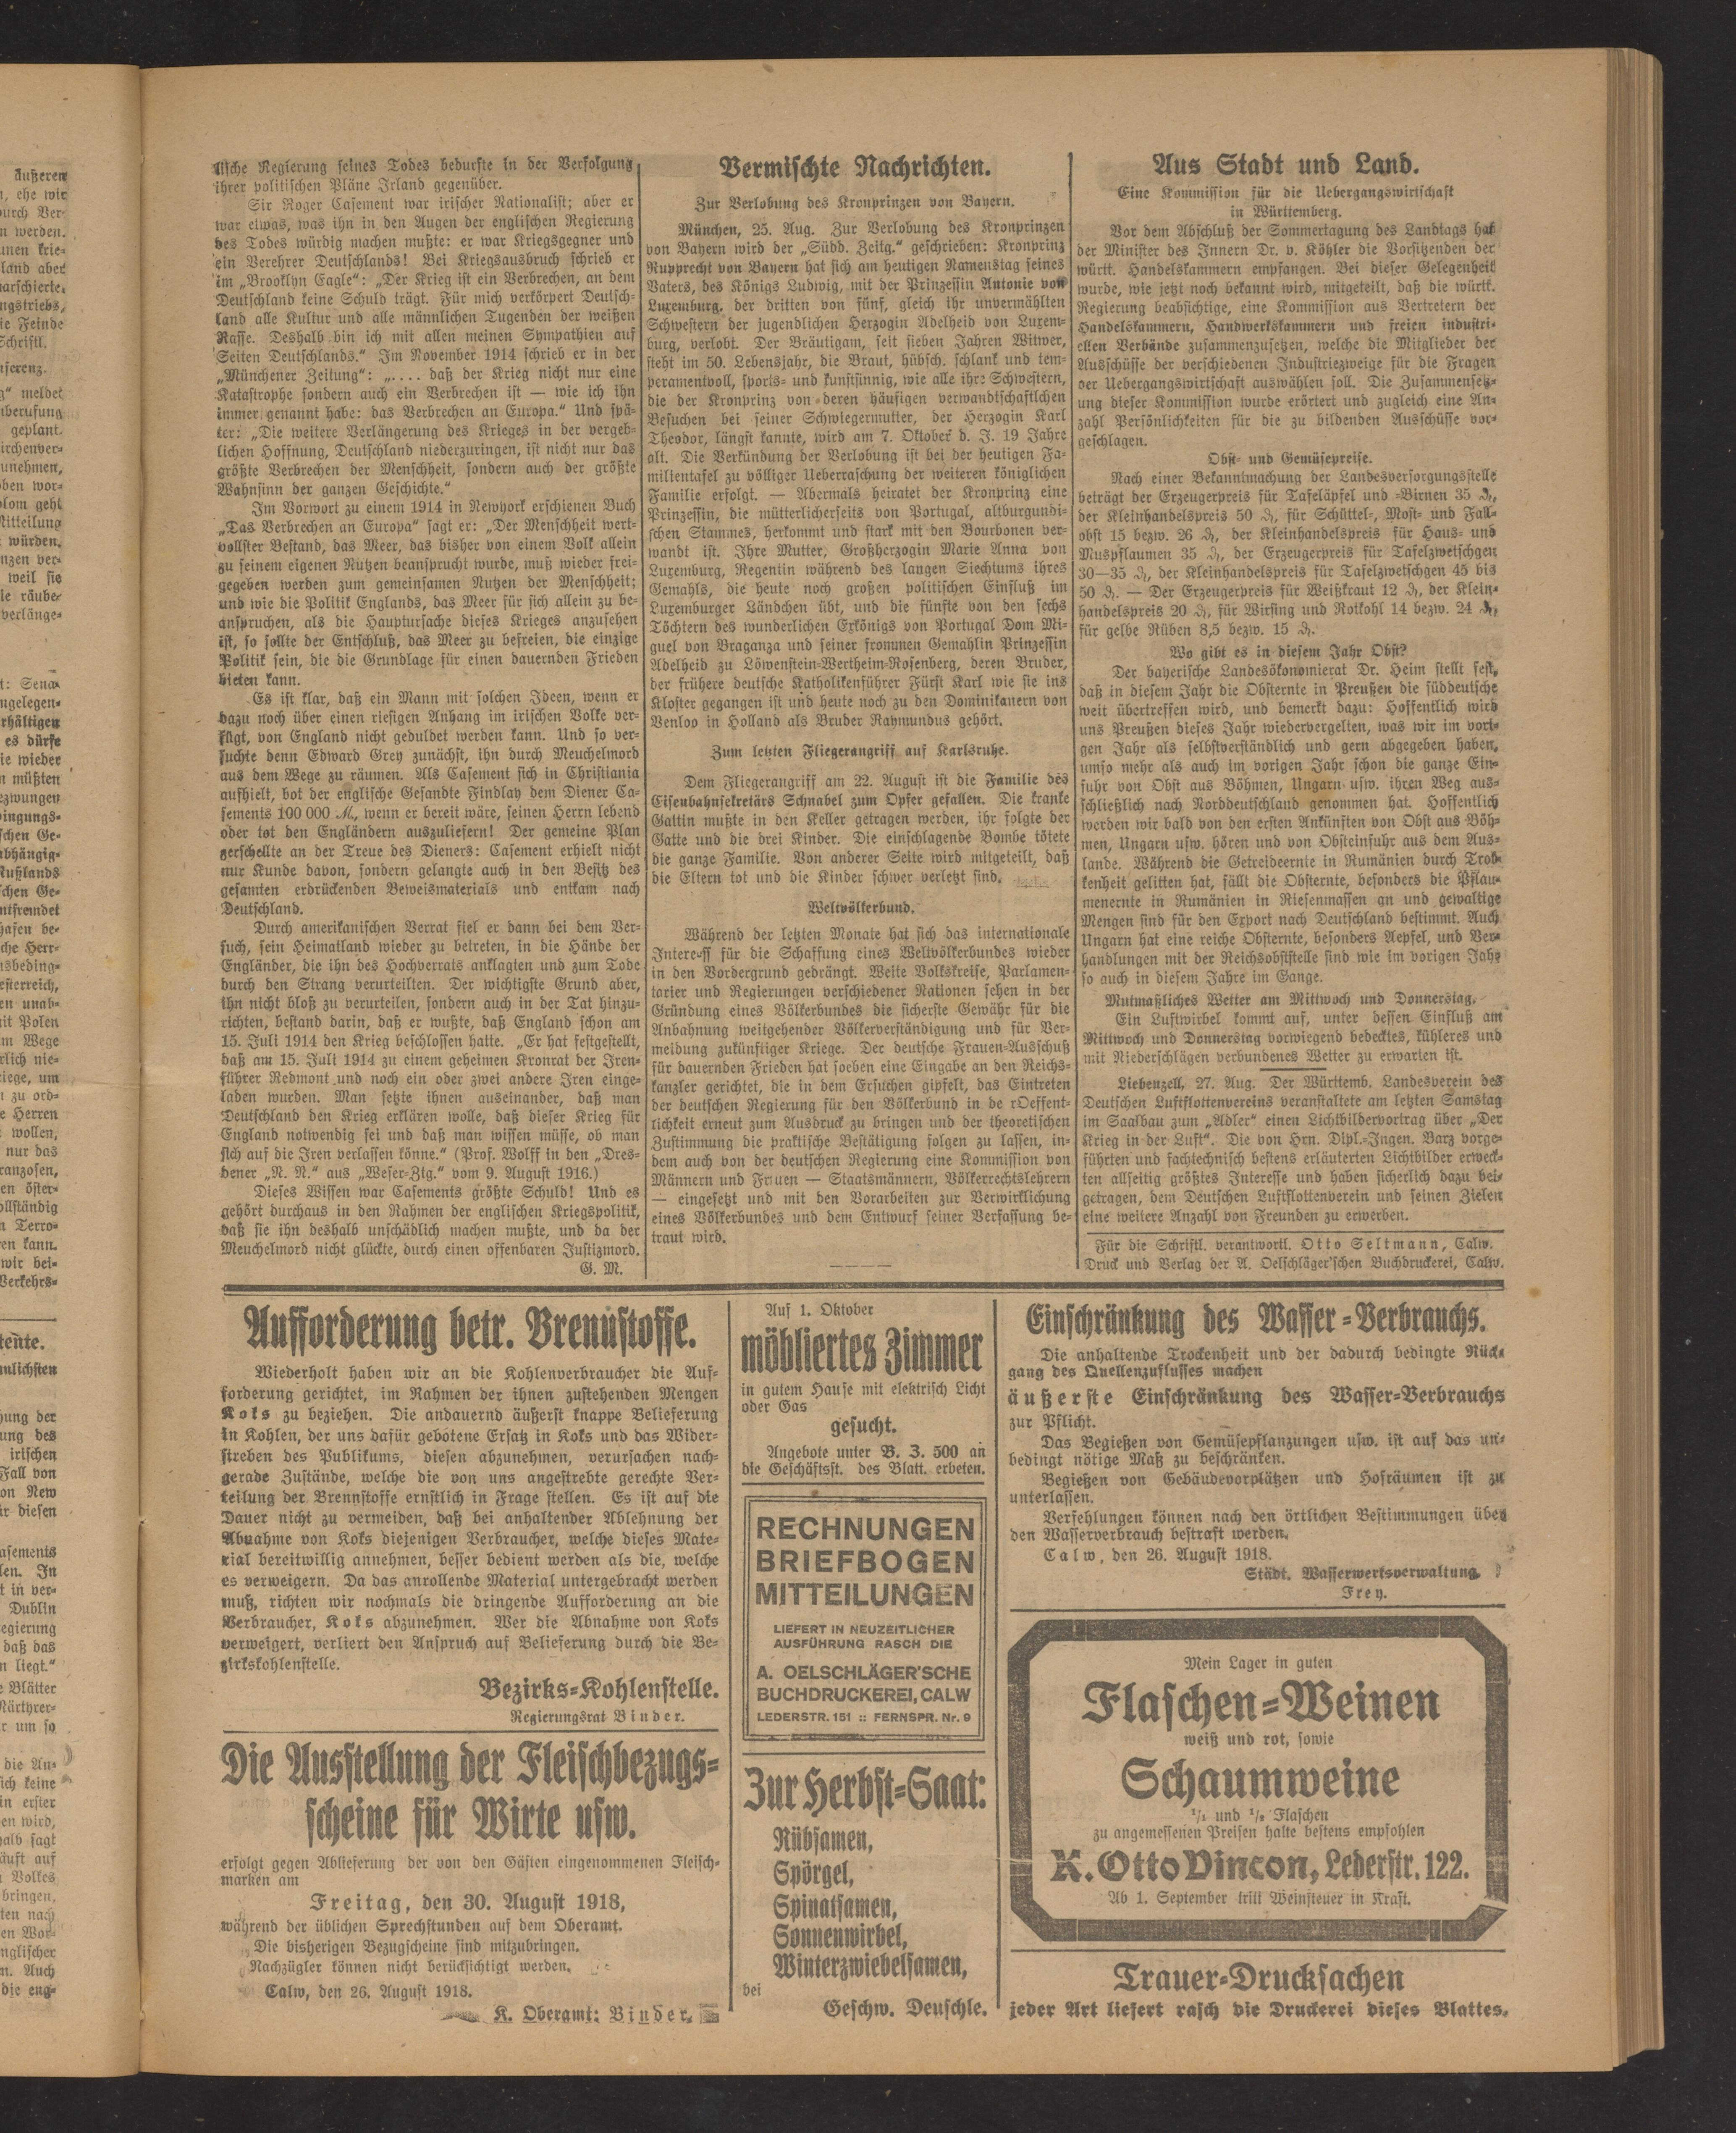 lische Regierung seines Todes bedurfte in der Verfolgung
ihrer politischen Pläne Irland gegenüber.
Sir Roger Casement war irischer Nationalist; aber er
war etwas, was ihn in den Augen der englischen Regierung
des Todes würdig machen mußte: er war Kriegsgegner und
ein Verehrer Deutschlands! Bei Kriegsausbruch schrieb er
im „Brooklyn Eagle“: „Der Krieg ist ein Verbrechen, an dem
Deutschland keine Schuld trägt. Für mich verkörpert Deutsch-
land alle Kultur und alle männlichen Tugenden der weißen
Rasse. Deshalb bin ich mit allen meinen Sympathien auf
Seiten Deutschlands.“ Im November 1914 schrieb er in der
„Münchener Zeitung“: „.... daß der Krieg nicht nur eine
Katastrophe sondern auch ein Verbrechen ist — wie ich ihn
immer genannt habe: das Verbrechen an Europa.“ Und spä-
ter: „Die weitere Verlängerung des Krieges in der vergeb-
lichen Hoffnung, Deutschland niederzuringen, ist nicht nur das
größte Verbrechen der Menschheit, sondern auch der größte
Wahnsinn der ganzen Geschichte.“
Im Vorwort zu einem 1914 in Newyork erschienen Buch
„Das Verbrechen an Europa“ sagt er: „Der Menschheit wert-
vollster Bestand, das Meer, das bisher von einem Volk allein
zu seinem eigenen Nutzen beansprucht wurde, muß wieder frei-
gegeben werden zum gemeinsamen Nutzen der Menschheit;
und wie die Politik Englands, das Meer für sich allein zu be-
anspruchen, als die Hauptursache dieses Krieges anzusehen
ist, so sollte der Entschluß, das Meer zu befreien, die einzige
Politik sein, die die Grundlage für einen dauernden Frieden
bieten kann.
Es ist klar, daß ein Mann mit solchen Ideen, wenn er
dazu noch über einen riesigen Anhang im irischen Volke ver-
fügt, von England nicht geduldet werden kann. Und so ver-
suchte denn Edward Grey zunächst, ihn durch Meuchelmord
aus dem Wege zu räumen. Als Casement sich in Christiania
aufhielt, bot der englische Gesandte Findlay dem Diener Ca-
sements 100 000 M., wenn er bereit wäre, seinen Herrn lebend
oder tot den Engländern auszuliefern! Der gemeine Plan
zerschellte an der Treue des Dieners: Casement erhielt nicht
nur Kunde davon, sondern gelangte auch in den Besitz des
gesamten erdrückenden Beweismaterials und entkam nach
Deutschland.
Durch amerikanischen Verrat fiel er dann bei dem Ver-
such, sein Heimatland wieder zu betreten, in die Hände der
Engländer, die ihn des Hochverrats anklagten und zum Tode
durch den Strang verurteilten. Der wichtigste Grund aber,
ihn nicht bloß zu verurteilen, sondern auch in der Tat hinzu-
richten, bestand darin, daß er wußte, daß England schon am
15. Juli 1914 den Krieg beschlossen hatte. „Er hat festgestellt,
daß am 15. Juli 1914 zu einem geheimen Kronrat der Iren-
führer Redmont und noch ein oder zwei andere Iren einge-
laden wurden. Man setzte ihnen auseinander, daß man
Deutschland den Krieg erklären wolle, daß dieser Krieg für
England notwendig sei und daß man wissen müsse, ob man
sich auf die Iren verlassen könne.“ (Prof. Wolff in den „Dres-
dener „N. N.“ aus „Weser-Ztg.“ vom 9. August 1916.)
Dieses Wissen war Casements größte Schuld! Und es
gehört durchaus in den Rahmen der englischen Kriegspolitik,
daß sie ihn deshalb unschädlich machen mußte, und da der
Meuchelmord nicht glückte, durch einen offenbaren Justizmord.
G. M.
Vermischte Nachrichten.
Zur Verlobung des Kronprinzen von Bayern.
München, 25. Aug. Zur Verlobung des Kronprinzen
von Bayern wird der „Südd. Zeitg.“ geschrieben: Kronprinz
Rupprecht von Bayern hat sich am heutigen Namenstag seines
Vaters, des Königs Ludwig, mit der Prinzessin Antonie von
Luxemburg, der dritten von fünf, gleich ihr unvermählten
Schwestern der jugendlichen Herzogin Adelheid von Luxem-
burg, verlobt. Der Bräutigam, seit sieben Jahren Witwer,
steht im 50. Lebensjahr, die Braut, hübsch, schlank und tem-
peramentvoll, sports- und kunstsinnig, wie alle ihre Schwestern,
die der Kronprinz von deren häufigen verwandtschaftlchen
Besuchen bei seiner Schwiegermutter, der Herzogin Karl
Theodor, längst kannte, wird am 7. Oktober d. J. 19 Jahre
alt. Die Verkündung der Verlobung ist bei der heutigen Fa-
milientafel zu völliger Ueberraschung der weiteren königlichen
Familie erfolgt. — Abermals heiratet der Kronprinz eine
Prinzessin, die mütterlicherseits von Portugal, altburgundi-
schen Stammes, herkommt und stark mit den Bourbonen ver-
wandt ist. Ihre Mutter, Großherzogin Marie Anna von
Luxemburg, Regentin während des langen Siechtums ihres
Gemahls, die heute noch großen politischen Einfluß im
Luxemburger Ländchen übt, und die fünfte von den sechs
Töchtern des wunderlichen Exkönigs von Portugal Dom Mi-
guel von Braganza und seiner frommen Gemahlin Prinzessin
Adelheid zu Löwenstein-Wertheim-Rosenberg, deren Bruder,
der frühere deutsche Katholikenführer Fürst Karl wie sie ins
Kloster gegangen ist und heute noch zu den Dominikanern von
Venloo in Holland als Bruder Raymundus gehört.
Zum letzten Fliegerangriff auf Karlsruhe.
Dem Fliegerangriff am 22. August ist die Familie des
Eisenbahnsekretärs Schnabel zum Opfer gefallen. Die kranke
Gattin mußte in den Keller getragen werden, ihr folgte der
Gatte und die drei Kinder. Die einschlagende Bombe tötete
die ganze Familie. Von anderer Seite wird mitgeteilt, daß
die Eltern tot und die Kinder schwer verletzt sind.
Weltvölkerbund.
Während der letzten Monate hat sich das internationale
Interesse für die Schaffung eines Weltvölkerbundes wieder
in den Vordergrund gedrängt. Weite Volkskreise, Parlamen-
tarier und Regierungen verschiedener Nationen sehen in der
Gründung eines Völkerbundes die sicherste Gewähr für die
Anbahnung weitgehender Völkerverständigung und für Ver-
meidung zukünftiger Kriege. Der deutsche Frauen-Ausschuß
für dauernden Frieden hat soeben eine Eingabe an den Reichs-
kanzler gerichtet, die in dem Ersuchen gipfelt, das Eintreten
der deutschen Regierung für den Völkerbund in de rOeffent-
lichkeit erneut zum Ausdruck zu bringen und der theoretischen
Zustimmung die praktische Bestätigung folgen zu lassen, in-
dem auch von der deutschen Regierung eine Kommission von
Männern und Frauen — Staatsmännern, Völkerrechtslehrern
— eingesetzt und mit den Vorarbeiten zur Verwirklichung
eines Völkerbundes und dem Entwurf seiner Verfassung be-
traut wird.
Aus Stadt und Land.
Eine Kommission für die Uebergangswirtschaft
in Württemberg.
Vor dem Abschluß der Sommertagung des Landtags hat
der Minister des Innern Dr. v. Köhler die Vorsitzenden der
württ. Handelskammern empfangen. Bei dieser Gelegenheit
wurde, wie jetzt noch bekannt wird, mitgeteilt, daß die württ.
Regierung beabsichtige, eine Kommission aus Vertretern der
Handelskammern, Handwerkskammern und freien industri-
ellen Verbände zusammenzusetzen, welche die Mitglieder der
Ausschüsse der verschiedenen Industriezweige für die Fragen
der Uebergangswirtschaft auswählen soll. Die Zusammensetz-
ung dieser Kommission wurde erörtert und zugleich eine An-
zahl Persönlichkeiten für die zu bildenden Ausschüsse vor-
geschlagen.
Obst- und Gemüsepreise.
Nach einer Bekanntmachung der Landesversorgungsstelle
beträgt der Erzeugerpreis für Tafeläpfel und -Birnen 35 ₰,
der Kleinhandelspreis 50 ₰, für Schüttel-, Most- und Fall-
obst 15 bezw. 26 ₰, der Kleinhandelspreis für Haus- und
Muspflaumen 35 ₰, der Erzeugerpreis für Tafelzwetschgen
30—35 ₰, der Kleinhandelspreis für Tafelzwetschgen 45 bis
50 ₰. — Der Erzeugerpreis für Weißkraut 12 ₰, der Klein-
handelspreis 20 ₰, für Wirsing und Rotkohl 14 bezw. 24 ₰,
für gelbe Rüben 8,5 bezw. 15 ₰.
Wo gibt es in diesem Jahr Obst?
Der bayerische Landesökonomierat Dr. Heim stellt fest,
daß in diesem Jahr die Obsternte in Preußen die süddeutsche
weit übertreffen wird, und bemerkt dazu: Hoffentlich wird
uns Preußen dieses Jahr wiedervergelten, was wir im vori-
gen Jahr als selbstverständlich und gern abgegeben haben,
umso mehr als auch im vorigen Jahr schon die ganze Ein-
fuhr von Obst aus Böhmen, Ungarn usw. ihren Weg aus-
schließlich nach Norddeutschland genommen hat. Hoffentlich
werden wir bald von den ersten Ankünften von Obst aus Böh-
men, Ungarn usw. hören und von Obsteinfuhr aus dem Aus-
lande. Während die Getreideernte in Rumänien durch Trok-
kenheit gelitten hat, fällt die Obsternte, besonders die Pflau-
menernte in Rumänien in Riesenmassen an und gewaltige
Mengen sind für den Export nach Deutschland bestimmt. Auch
Ungarn hat eine reiche Obsternte, besonders Aepfel, und Ver-
handlungen mit der Reichsobststelle sind wie im vorigen Jahr
so auch in diesem Jahre im Gange.
Mutmaßliches Wetter am Mittwoch und Donnerstag.
Ein Luftwirbel kommt auf, unter dessen Einfluß am
Mittwoch und Donnerstag vorwiegend bedecktes, kühleres und
mit Niederschlägen verbundenes Wetter zu erwarten ist.
Liebenzell, 27. Aug. Der Württemb. Landesverein des
Deutschen Luftflottenvereins veranstaltete am letzten Samstag
im Saalbau zum „Adler“ einen Lichtbildervortrag über „Der
Krieg in der Luft“. Die von Hrn. Dipl.-Ingen. Barz vorge-
führten und fachtechnisch bestens erläuterten Lichtbilder erweck-
ten allseitig größtes Interesse und haben sicherlich dazu bei-
getragen, dem Deutschen Luftflottenverein und seinen Zielen
eine weitere Anzahl von Freunden zu erwerben.
Für die Schriftl. verantwortl. Otto Seltmann, Calw.
Druck und Verlag der A. Oelschläger'schen Buchdruckerei, Calw.
Aufforderung betr. Brennstoffe.
Wiederholt haben wir an die Kohlenverbraucher die Auf-
forderung gerichtet, im Rahmen der ihnen zustehenden Mengen
Koks zu beziehen. Die andauernd äußerst knappe Belieferung
in Kohlen, der uns dafür gebotene Ersatz in Koks und das Wider-
streben des Publikums, diesen abzunehmen, verursachen nach-
gerade Zustände, welche die von uns angestrebte gerechte Ver-
teilung der Brennstoffe ernstlich in Frage stellen. Es ist auf die
Dauer nicht zu vermeiden, daß bei anhaltender Ablehnung der
Abnahme von Koks diejenigen Verbraucher, welche dieses Mate-
rial bereitwillig annehmen, besser bedient werden als die, welche
es verweigern. Da das anrollende Material untergebracht werden
muß, richten wir nochmals die dringende Aufforderung an die
Verbraucher, Koks abzunehmen. Wer die Abnahme von Koks
verweigert, verliert den Anspruch auf Belieferung durch die Be-
zirkskohlenstelle.
Bezirks-Kohlenstelle.
Regierungsrat Binder.
Die Ausstellung der Fleischbezugs-
scheine für Wirte usw.
erfolgt gegen Ablieferung der von den Gästen eingenommenen Fleisch-
marken am
Freitag, den 30. August 1918,
während der üblichen Sprechstunden auf dem Oberamt.
Die bisherigen Bezugscheine sind mitzubringen.
Nachzügler können nicht berücksichtigt werden.
Calw, den 26. August 1918.
K. Oberamt: Binder.
Auf 1. Oktober
möbliertes Zimmer
in gutem Hause mit elektrisch Licht
oder Gas
gesucht.
Angebote unter B. Z. 500 an
die Geschäftsst. des Blatt. erbeten.
RECHNUNGEN
BRIEFBOGEN
MITTEILUNGEN
LIEFERT IN NEUZEITLICHER
AUSFÜHRUNG RASCH DIE
A. OELSCHLÄGER'SCHE
BUCHDRUCKEREI, CALW
LEDERSTR. 151 :: FERNSPR. Nr. 9
Zur Herbst-Saat:
Rübsamen,
Spörgel,
Spinatsamen,
Sonnenwirbel,
Winterzwiebelsamen,
bei
Geschw. Deuschle.
Einschränkung des Wasser-Verbrauchs.
Die anhaltende Trockenheit und der dadurch bedingte Rück-
gang des Quellenzuflusses machen
äußerste Einschränkung des Wasser-Verbrauchs
zur Pflicht.
Das Begießen von Gemüsepflanzungen usw. ist auf das un-
bedingt nötige Maß zu beschränken.
Begießen von Gebäudevorplätzen und Hofräumen ist zu
unterlassen.
Verfehlungen können nach den örtlichen Bestimmungen über
den Wasserverbrauch bestraft werden.
Calw, den 26. August 1918.
Städt. Wasserwerksverwaltung
Frey.
Mein Lager in guten
Flaschen-Weinen
weiß und rot, sowie
Schaumweine
1/1 und 1/2 Flaschen
zu angemessenen Preisen halte bestens empfohlen
K. Otto Vincon, Lederstr. 122.
Ab 1. September tritt Weinsteuer in Kraft.
Trauer-Drucksachen
jeder Art liefert rasch die Druckerei dieses Blattes.